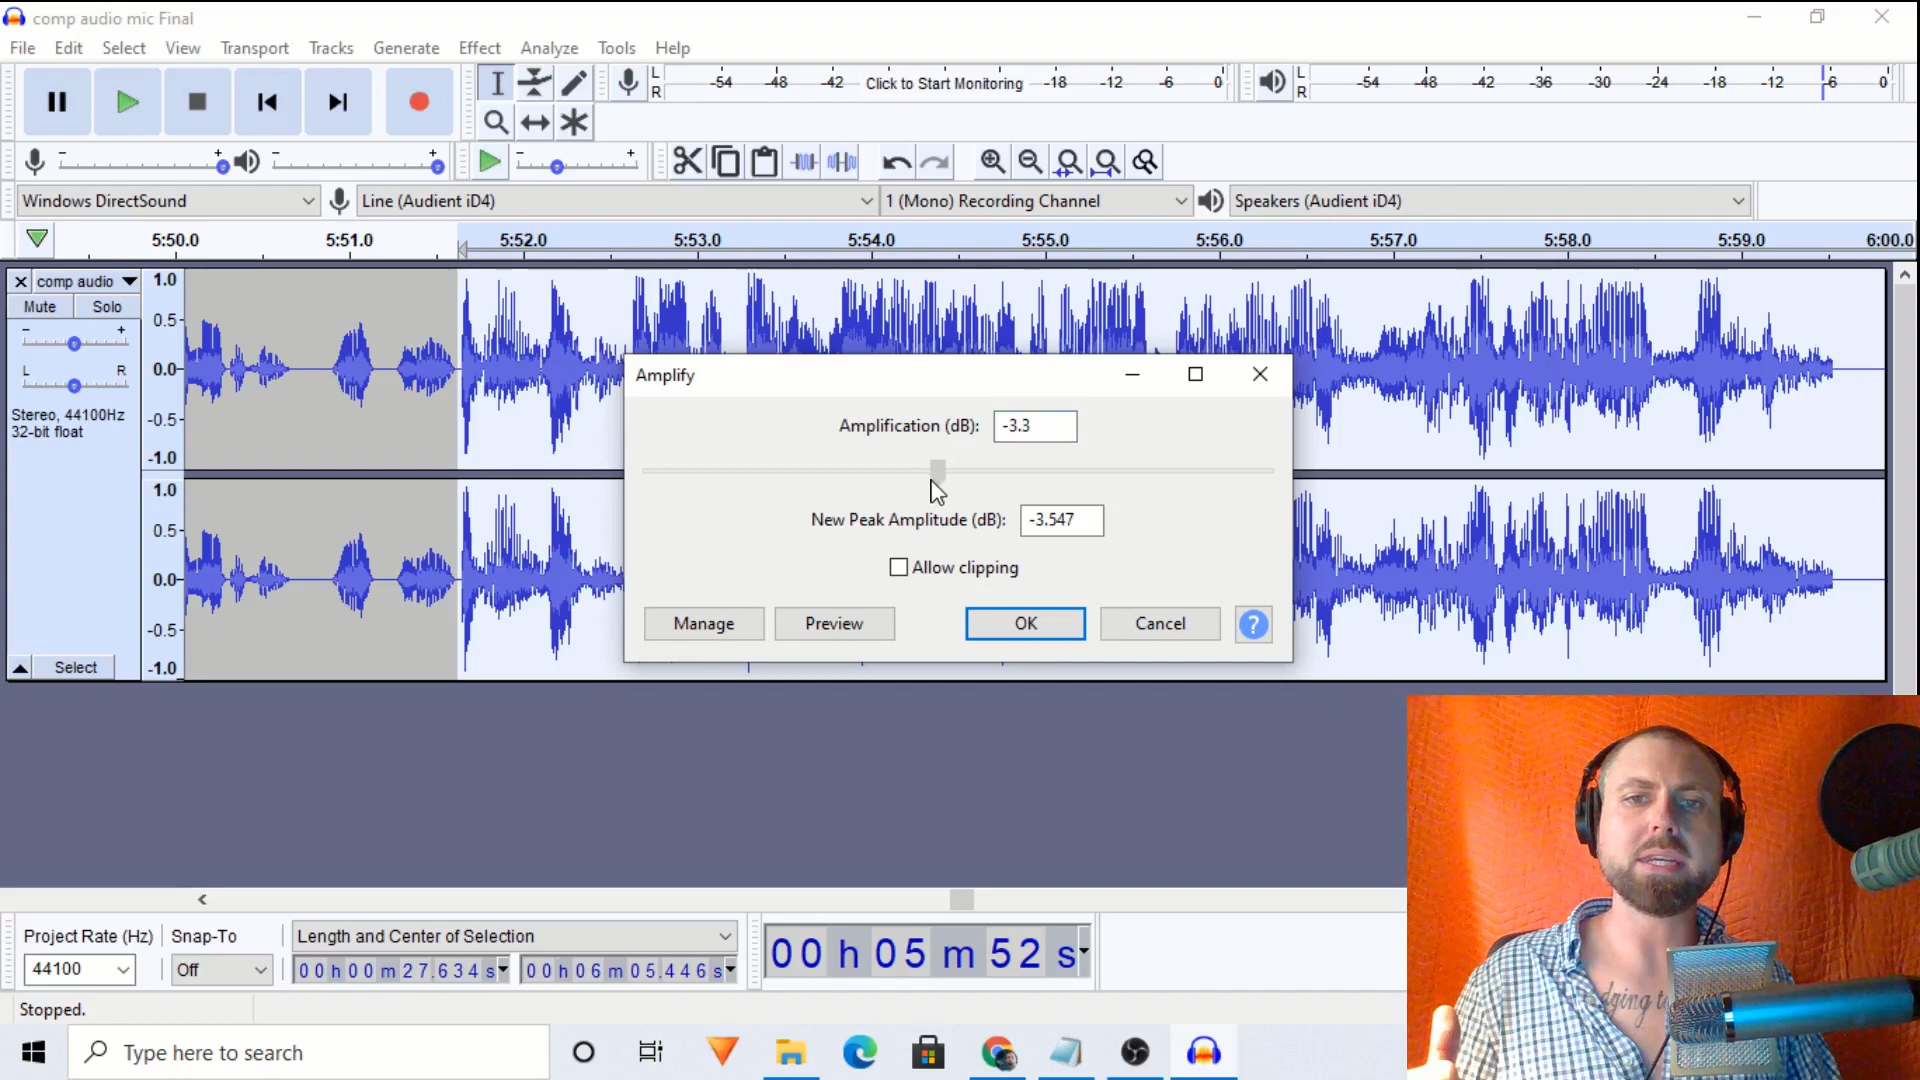 comp audio mic Final
File Edit Select View Transport Tracks Generate Effect Analyze Tools Help
L R -54 -48 -42 Click to Start Monitoring -18 -12 -6 0
L R -54 -48 -42 -36 -30 -24 -18 -12 -6 0
- + - + - +
Windows DirectSound Line (Audient iD4) 1 (Mono) Recording Channel Speakers (Audient iD4)
5:50.0 5:51.0 5:52.0 5:53.0 5:54.0 5:55.0 5:56.0 5:57.0 5:58.0 5:59.0 6:00.0
comp audio
Mute Solo
- +
L R
Stereo, 44100Hz
32-bit float
Select
1.0
0.5-
0.0-
-0.5-
-1.0
1.0
0.5-
0.0-
-0.5-
-1.0
Amplify
Amplification (dB): -3.3
New Peak Amplitude (dB): -3.547
Allow clipping
Manage Preview OK Cancel ?
Project Rate (Hz) Snap-To Length and Center of Selection
44100 Off 00 h 00 m 27.634 s 00 h 06 m 05.446 s
00 h 05 m 52 s
Stopped.
Type here to search